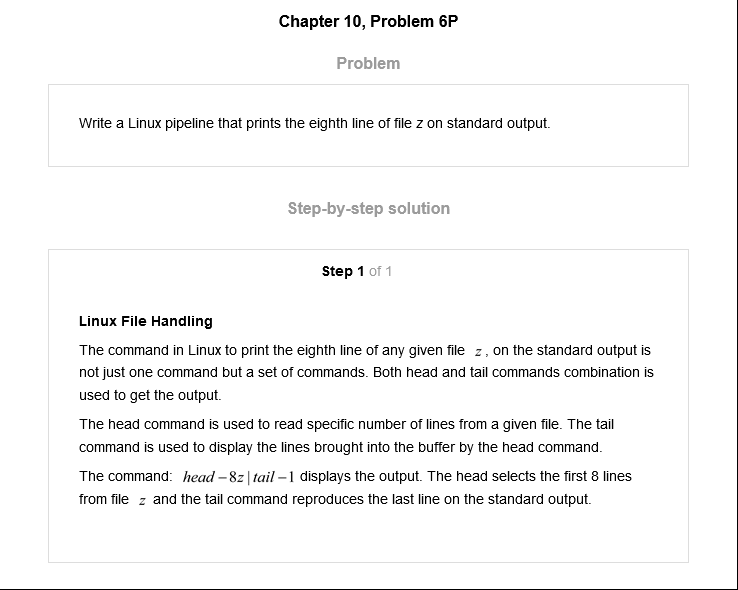 Chapter 10, Problem 6P
Problem
Write a Linux pipeline that prints the eighth line of file z on standard output.
Step-by-step solution
Step 1 of 1
Linux File Handling
The command in Linux to print the eighth line of any given file z , on the standard output is
not just one command but a set of commands. Both head and tail commands combination is
used to get the output.
The head command is used to read specific number of lines from a given file. The tail
command is used to display the lines brought into the buffer by the head command.
The command: head – 8z | tail – 1 displays the output. The head selects the first 8 lines
from file z and the tail command reproduces the last line on the standard output.